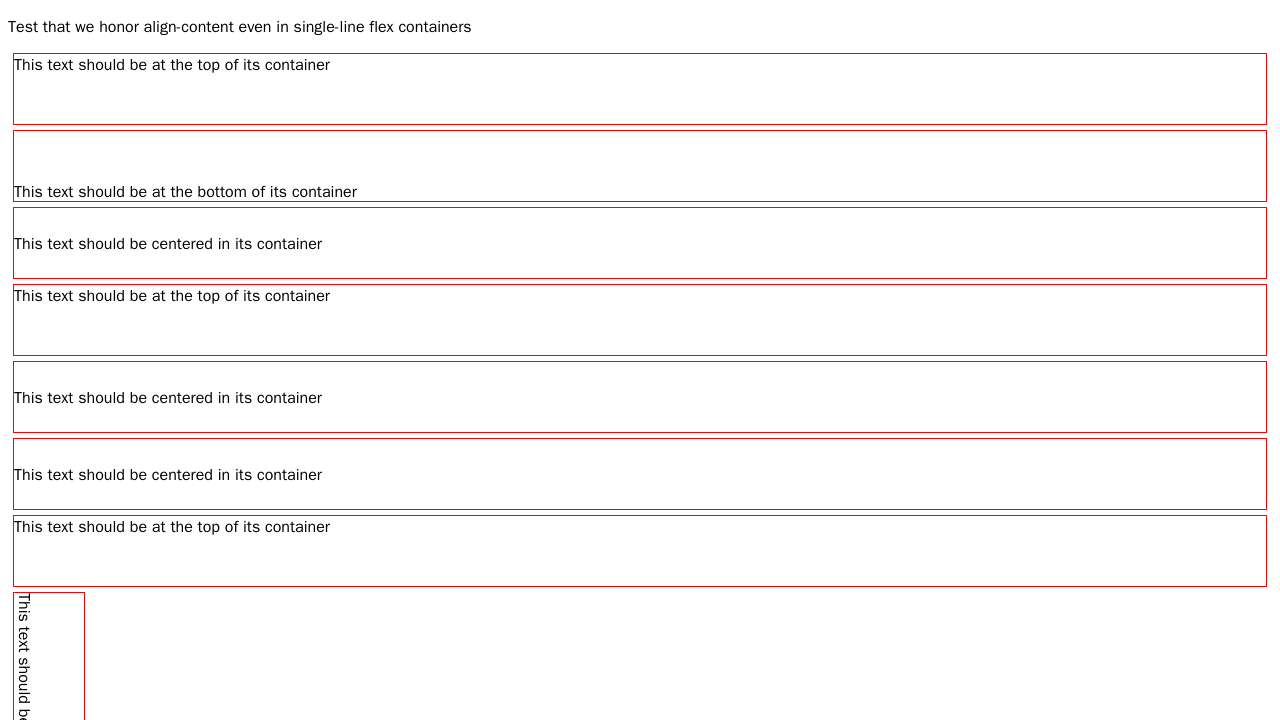 Test that we honor align-content even in single-line flex containers
This text should be at the top of its container
This text should be at the bottom of its container
This text should be centered in its container
This text should be at the top of its container
This text should be centered in its container
This text should be centered in its container
This text should be at the top of its container
This text should be